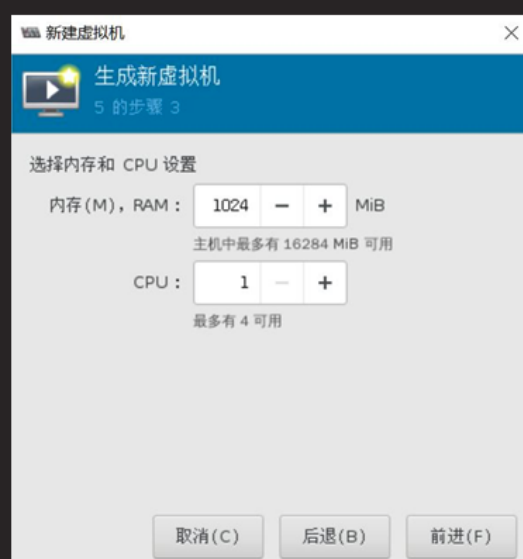 新建虚拟机
生成新虚拟机
5 的步骤 3
选择内存和 CPU 设置
内存(M), RAM: 1024 − + MiB
主机中最多有 16284 MiB 可用
CPU: 1 − +
最多有 4 可用
取消(C) 后退(B) 前进(F)